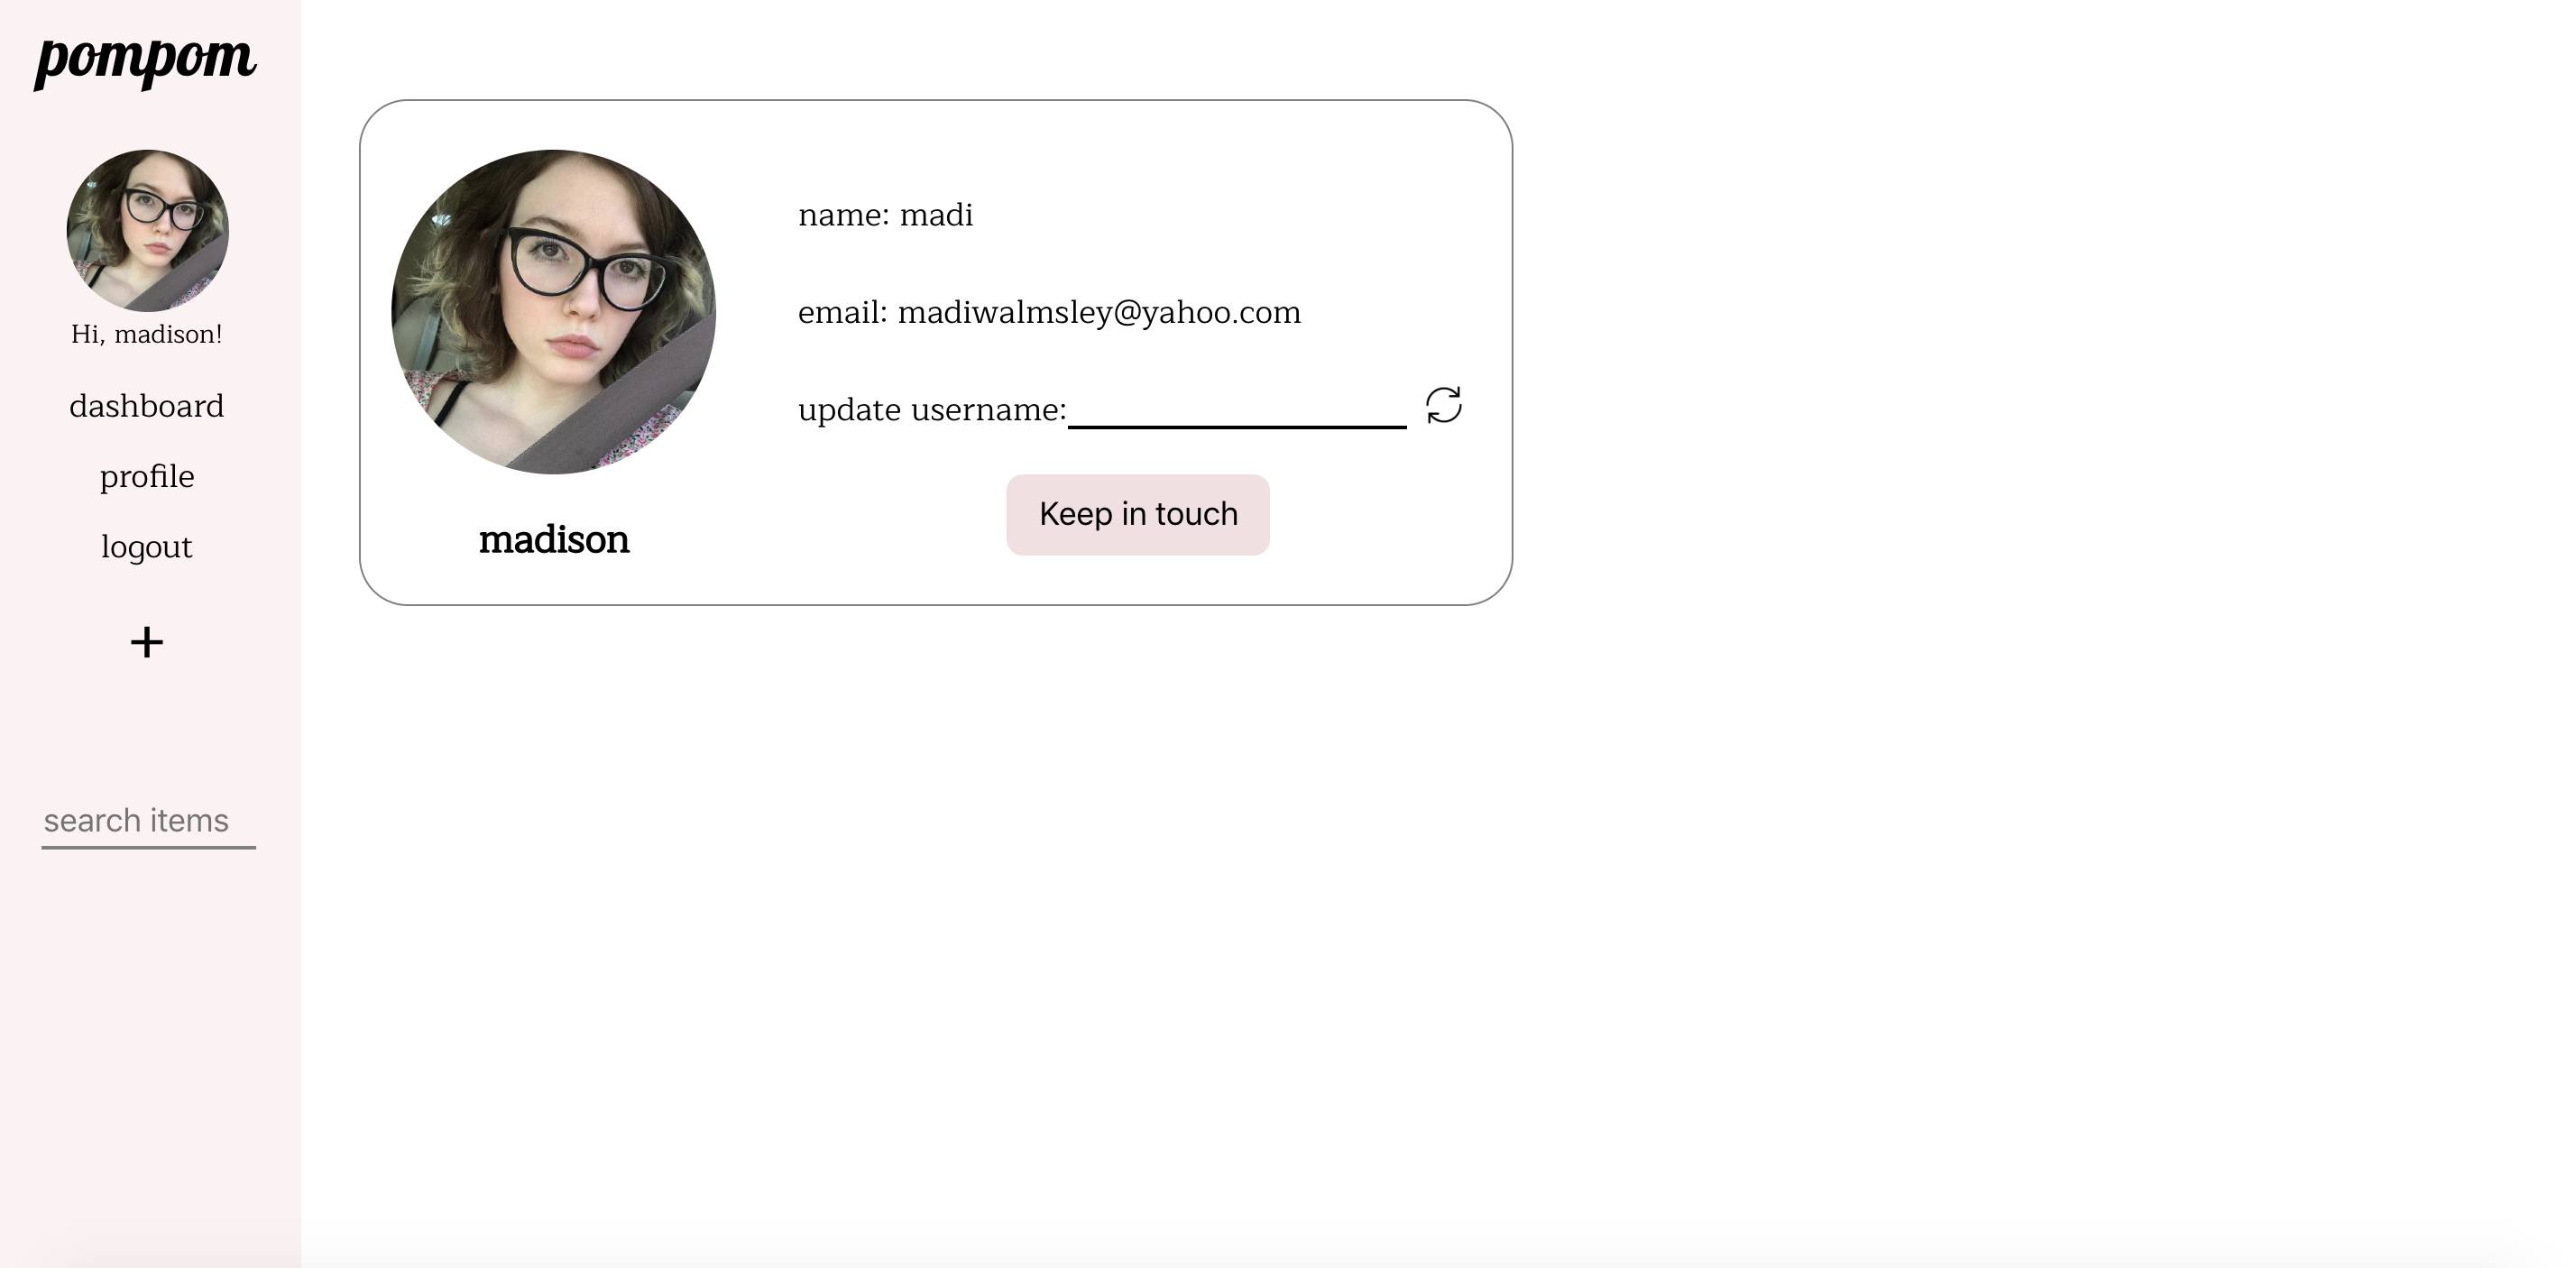 pompom
Hi, madison!
dashboard
profile
logout
+
search items
name: madi
email: madiwalmsley@yahoo.com
update username:
Keep in touch
madison